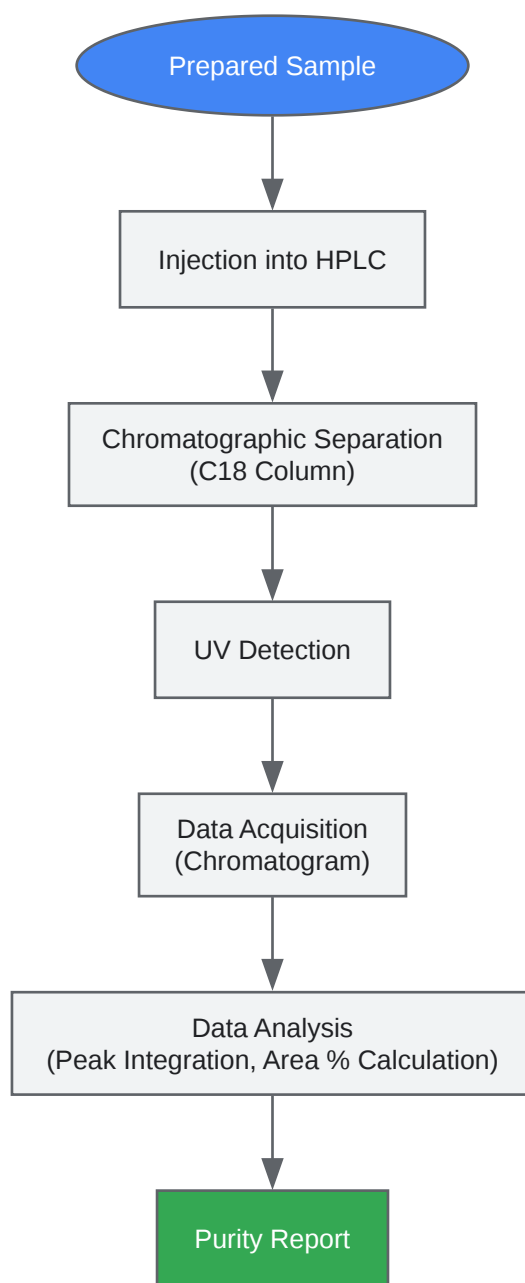 Prepared Sample
Injection into HPLC
Chromatographic Separation
(C18 Column)
UV Detection
Data Acquisition
(Chromatogram)
Data Analysis
(Peak Integration, Area % Calculation)
Purity Report